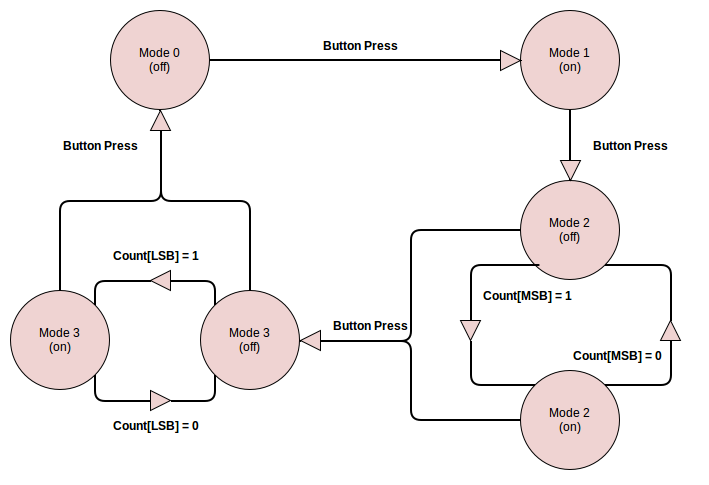 Mode 0
(off)
Button Press
Mode 1
(on)
Button Press
Button Press
Mode 2
(off)
Count[LSB] = 1
Count[MSB] = 1
Mode 3
(on)
Mode 3
(off)
Button Press
Count[MSB] = 0
Count[LSB] = 0
Mode 2
(on)